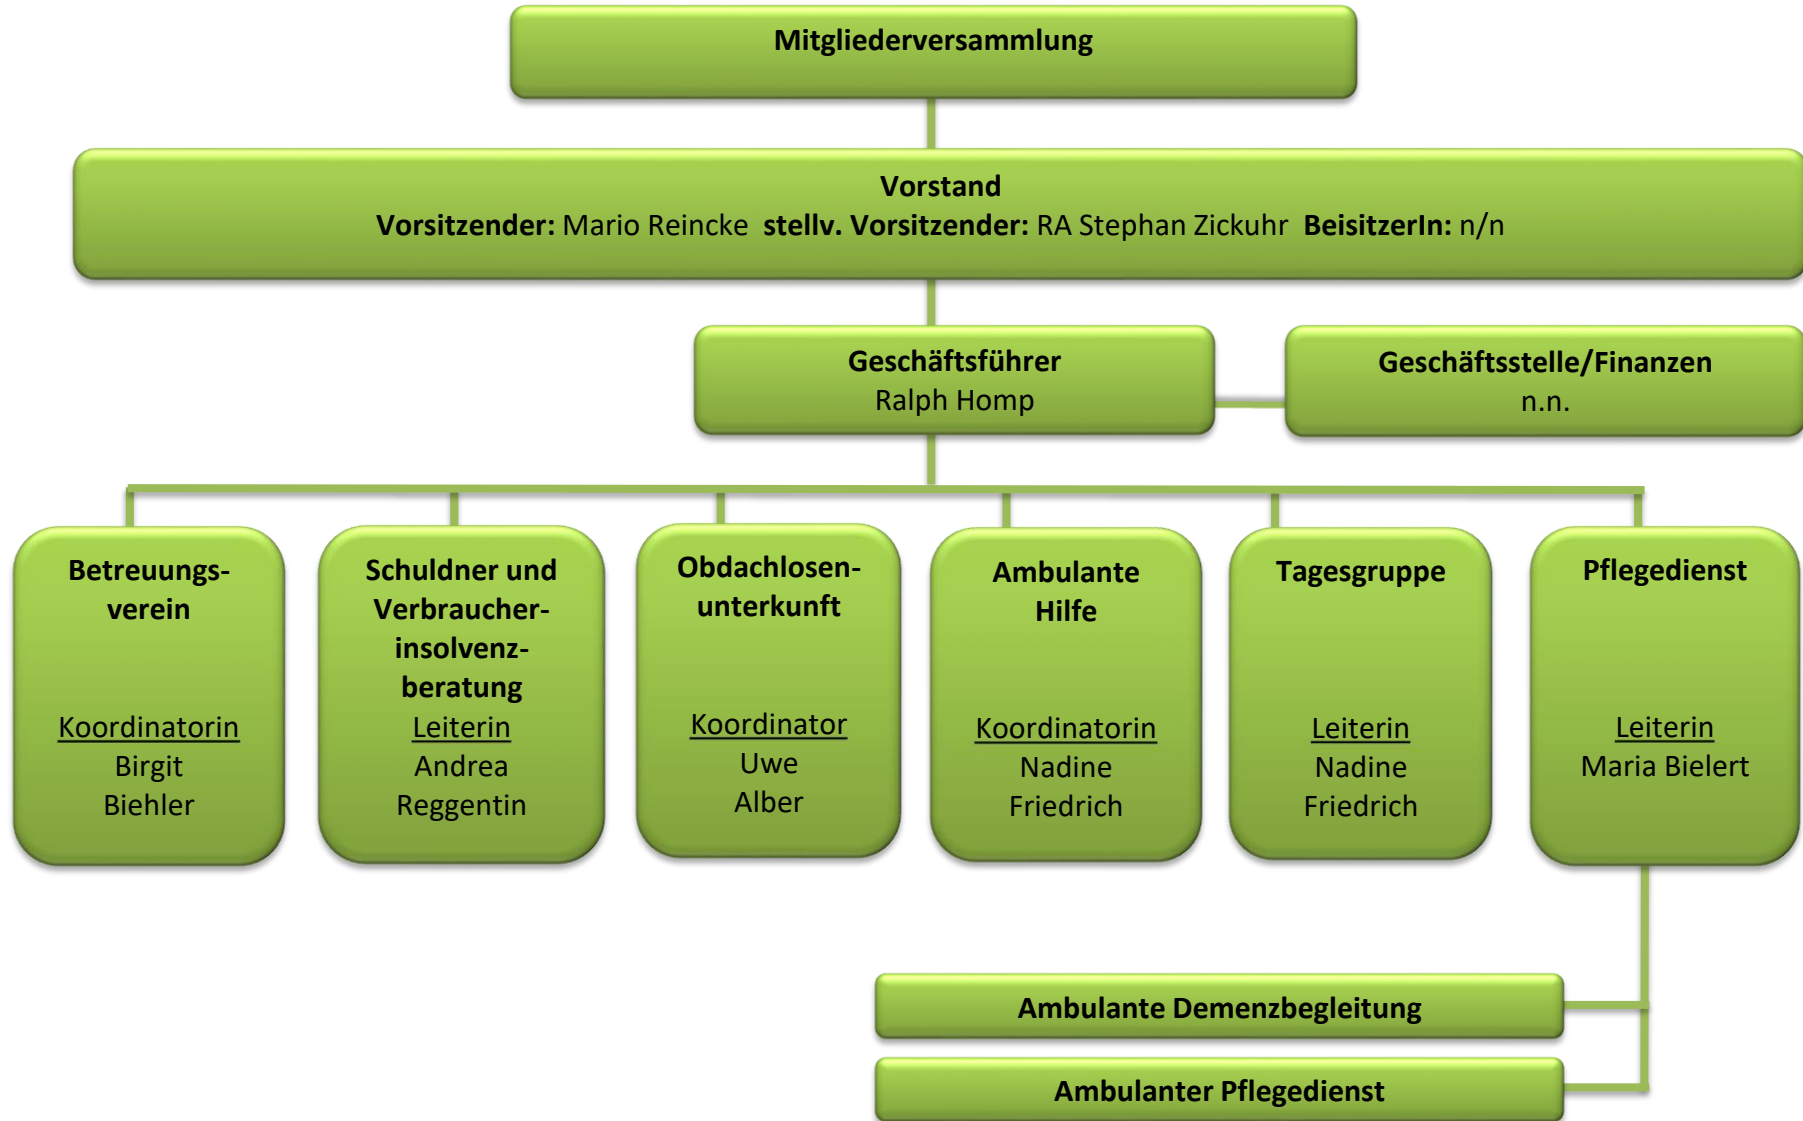 Mitgliederversammlung
Vorstand
Vorsitzender: Mario Reincke stellv. Vorsitzender: RA Stephan Zickuhr BeisitzerIn: n/n
Geschäftsführer
Ralph Homp
Geschäftsstelle/Finanzen
n.n.
Betreuungs-
verein
Koordinatorin
Birgit
Biehler
Schuldner und
Verbraucher-
insolvenz-
beratung
Leiterin
Andrea
Reggentin
Obdachlosen-
unterkunft
Koordinator
Uwe
Alber
Ambulante
Hilfe
Koordinatorin
Nadine
Friedrich
Tagesgruppe
Leiterin
Nadine
Friedrich
Pflegedienst
Leiterin
Maria Bielert
Ambulante Demenzbegleitung
Ambulanter Pflegedienst